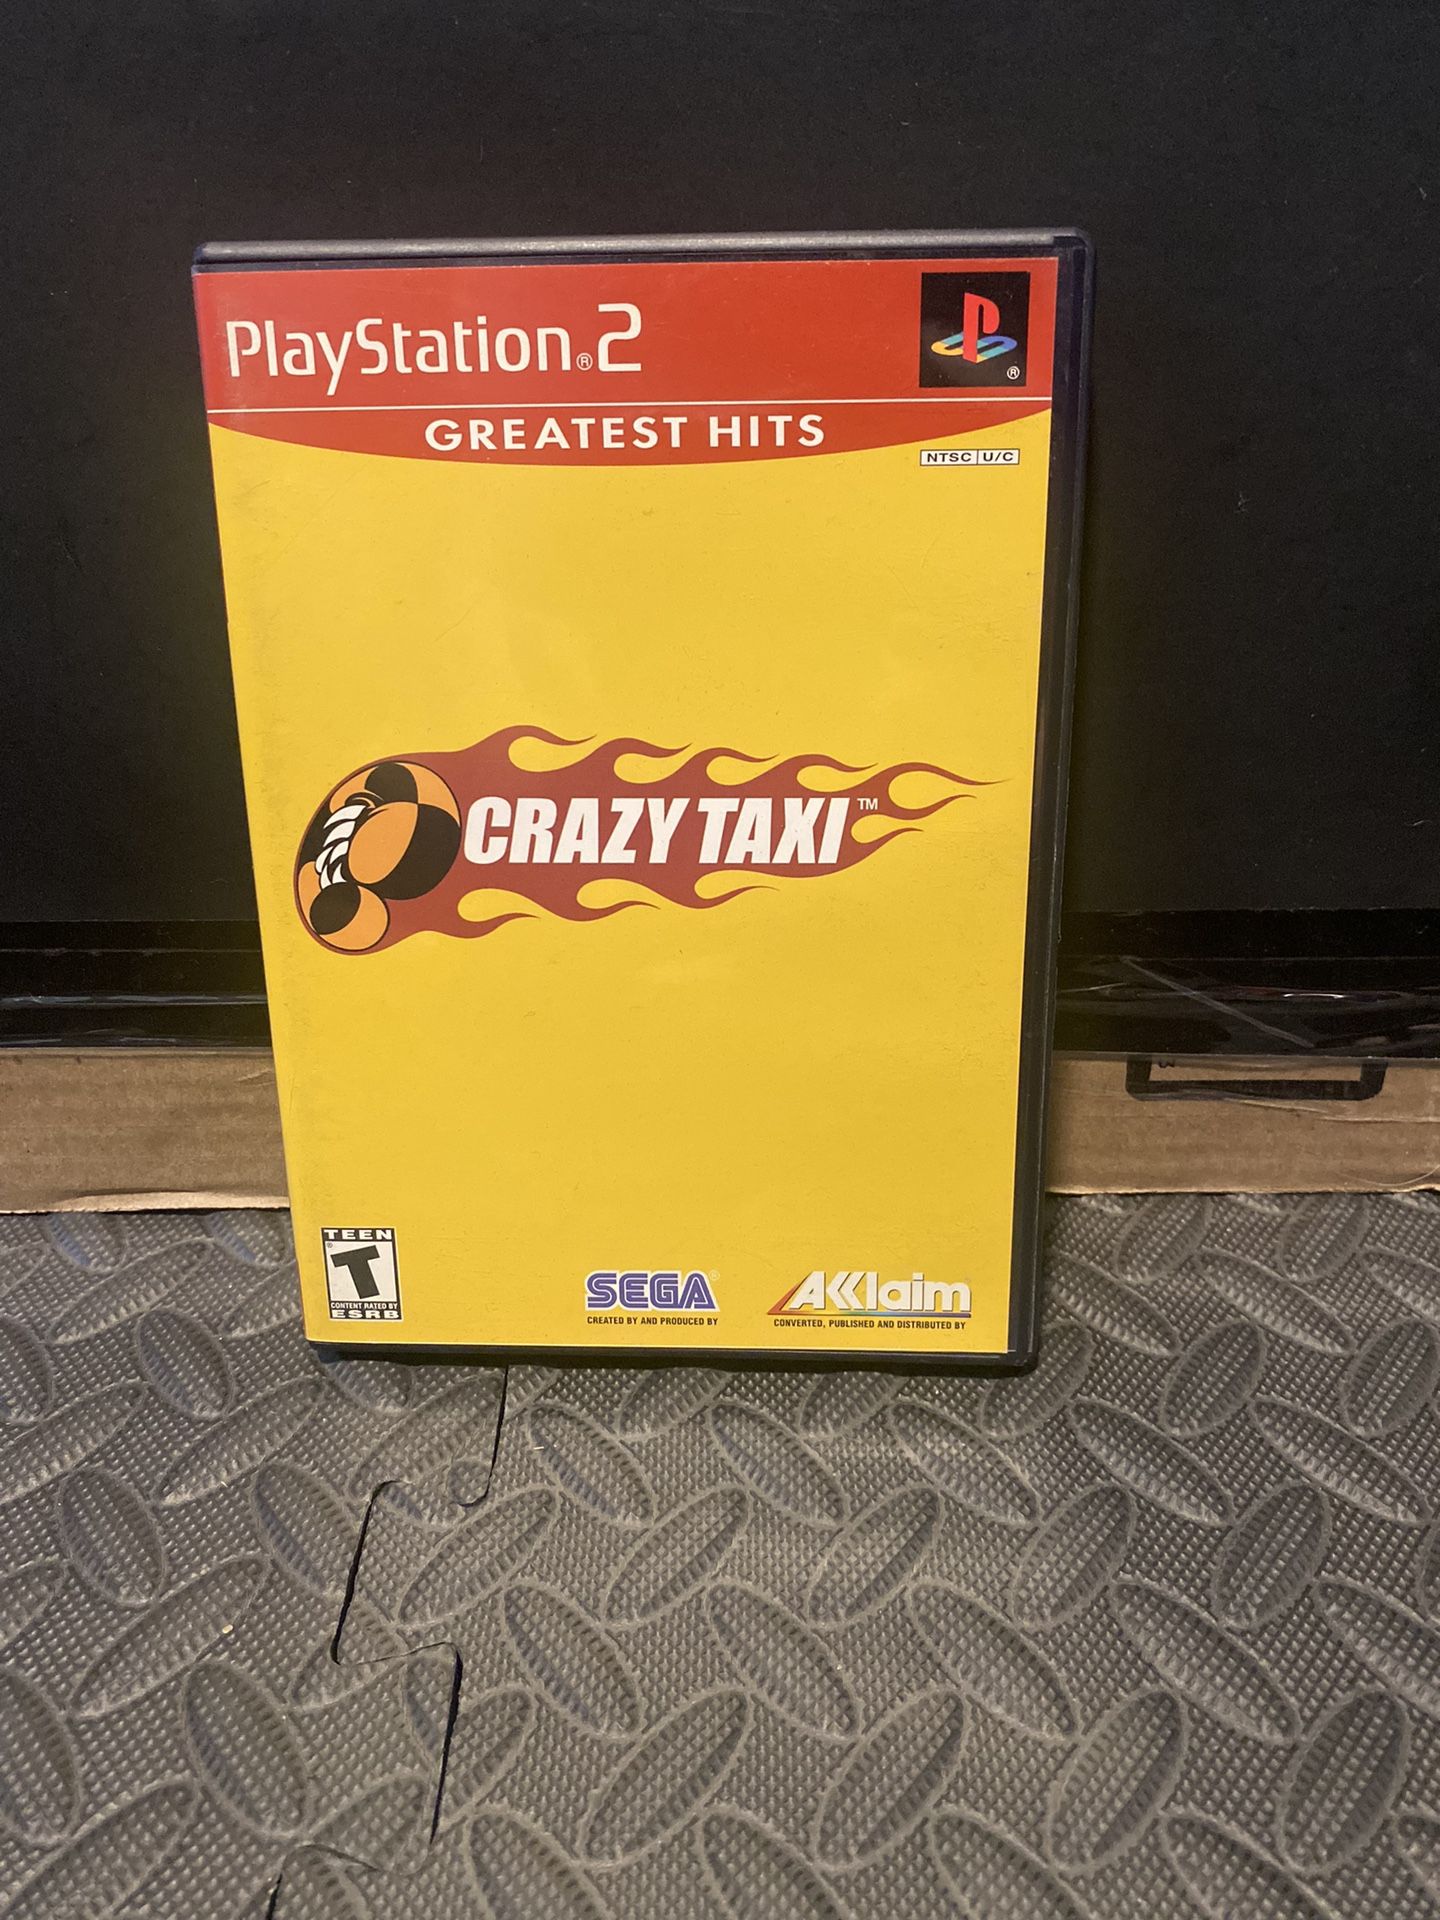 PlayStation®2
®
GREATEST HITS
NTSC U/C
CRAZY TAXI™
TEEN
®
T
CONTENT RATED BY
ESRB
SEGA®
CREATED BY AND PRODUCED BY
AKKlaim
CONVERTED, PUBLISHED AND DISTRIBUTED BY